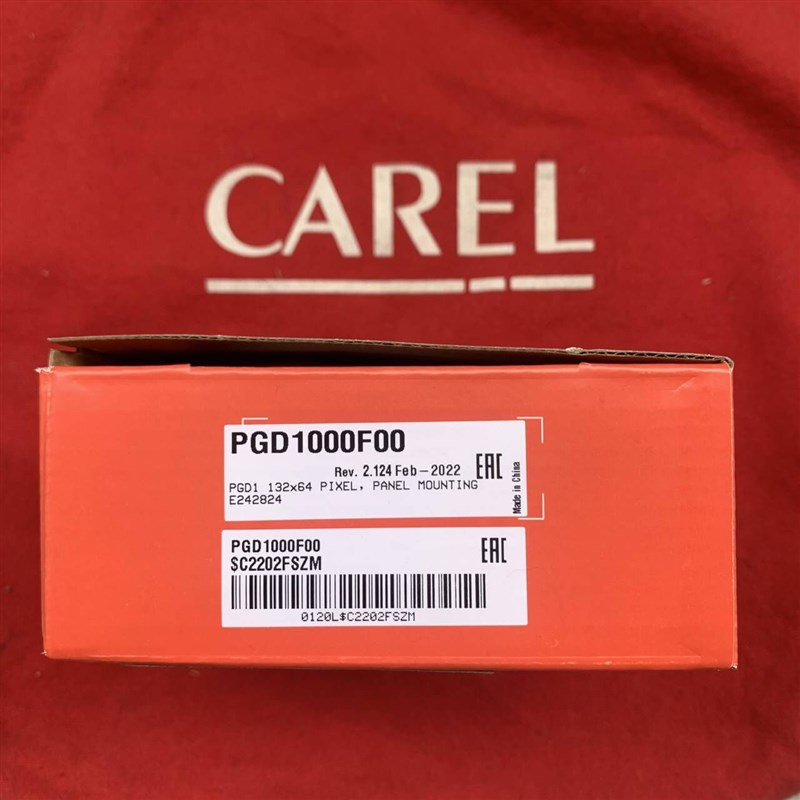 CAREL
PGD1000F00
Rev. 2.124 Feb-2022
EAC
PGD1 132x64 PIXEL, PANEL MOUNTING
E242824
Made in China
PGD1000F00
EAC
$C2202FSZM
0120L$C2202FSZM